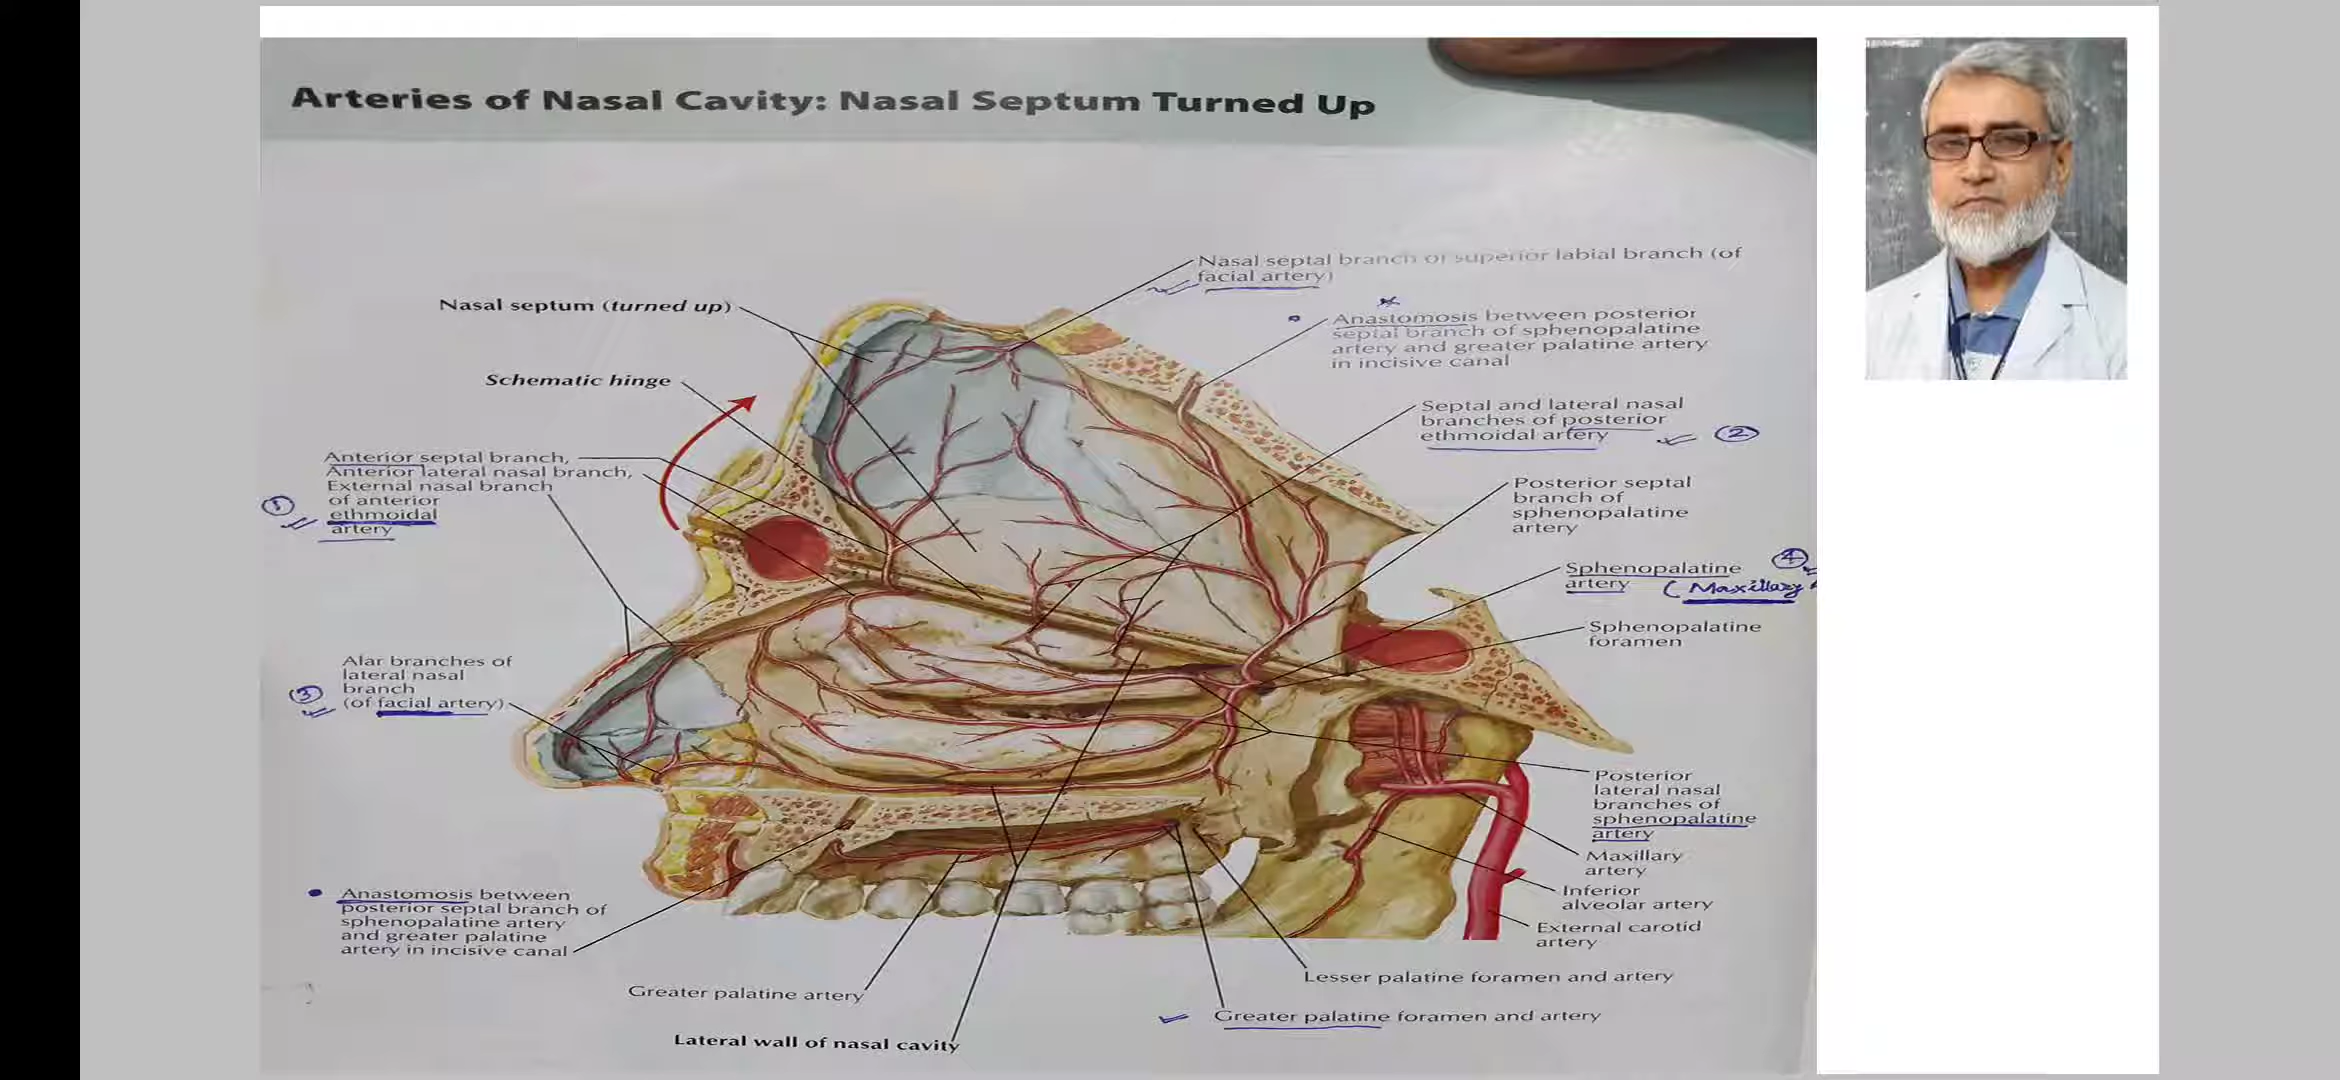 Arteries of Nasal Cavity: Nasal Septum Turned Up
Nasal septal branch of superior labial branch (of
facial artery)
Nasal septum (turned up)
Anastomosis between posterior
septal branch of sphenopalatine
artery and greater palatine artery
in incisive canal
Schematic hinge
Septal and lateral nasal
branches of posterior
ethmoidal artery
2
Anterior septal branch,
Anterior lateral nasal branch,
External nasal branch
of anterior
ethmoidal
artery
1
Posterior septal
branch of
sphenopalatine
artery
Sphenopalatine
artery
4
(Maxillary
Sphenopalatine
foramen
Alar branches of
lateral nasal
branch
(of facial artery)
3
Posterior
lateral nasal
branches of
sphenopalatine
artery
Maxillary
artery
Inferior
alveolar artery
External carotid
artery
Anastomosis between
posterior septal branch of
sphenopalatine artery
and greater palatine
artery in incisive canal
Lesser palatine foramen and artery
Greater palatine artery
Greater palatine foramen and artery
Lateral wall of nasal cavity